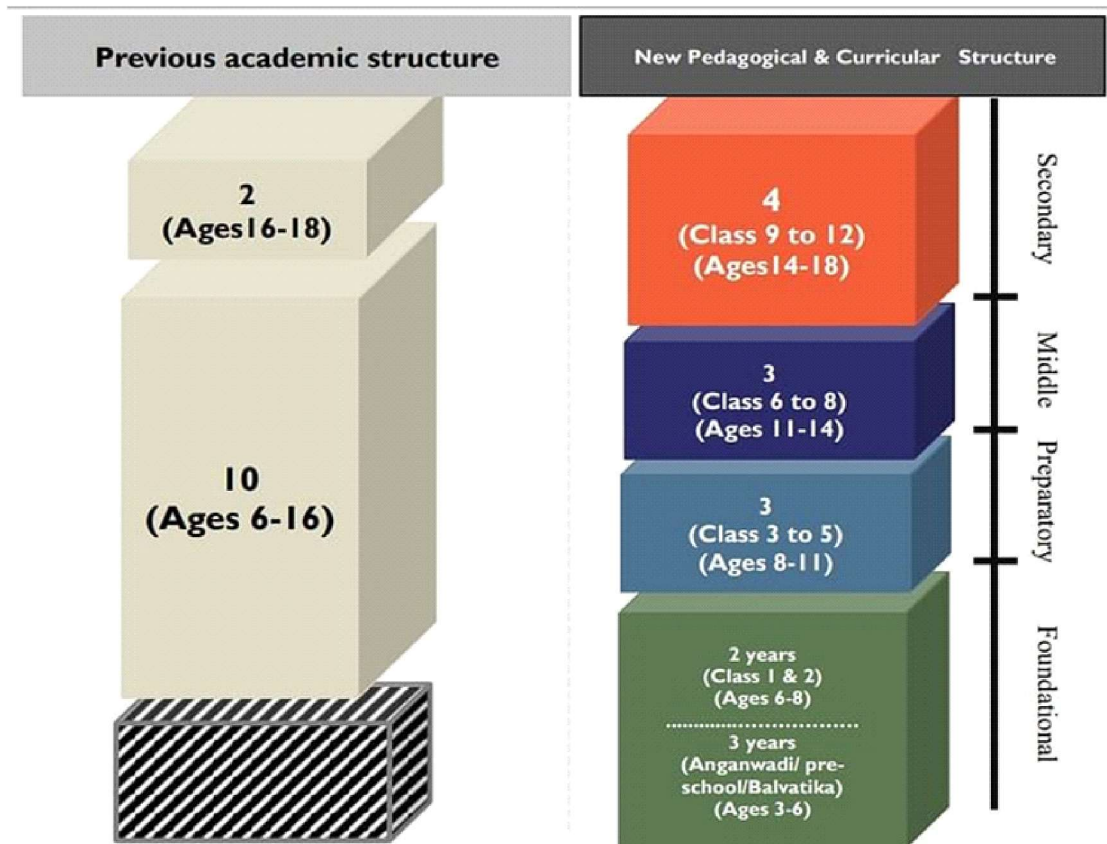 Previous academic structure
2
(Ages16-18)
10
(Ages 6-16)
New Pedagogical & Curricular Structure
4
(Class 9 to 12)
(Ages14-18)
3
(Class 6 to 8)
(Ages 11-14)
3
(Class 3 to 5)
(Ages 8-11)
2 years
(Class 1 & 2)
(Ages 6-8)
3 years
(Anganwadi/ pre-
school/Balvatika)
(Ages 3-6)
Secondary
Middle
Preparatory
Foundational